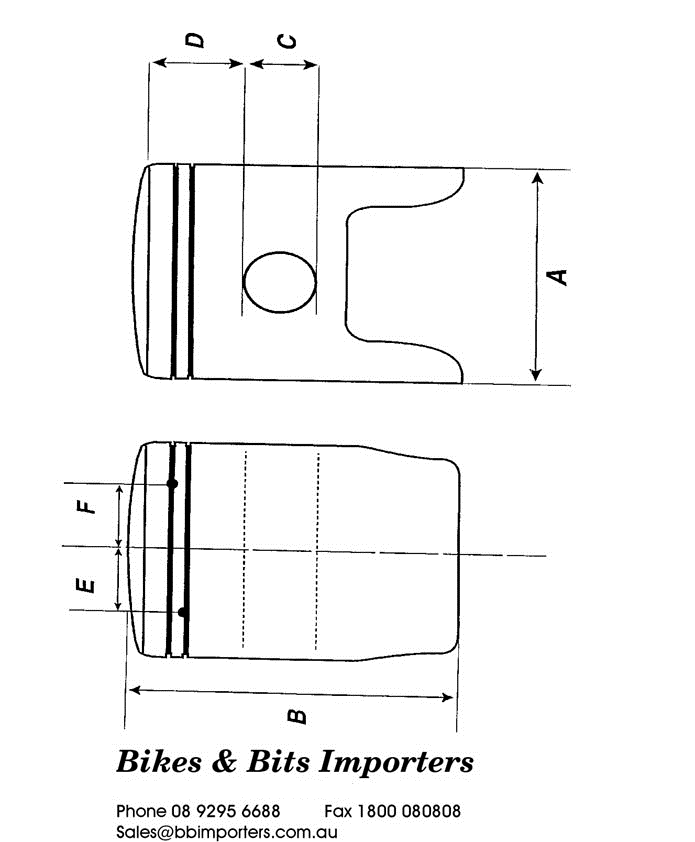 D
C
A
F
E
B
Bikes & Bits Importers
Phone 08 9295 6688 Fax 1800 080808
Sales@bbimporters.com.au